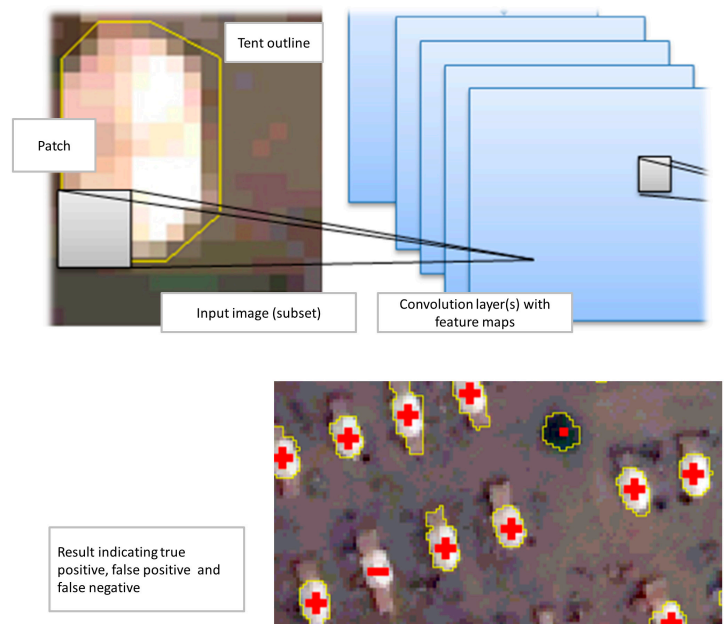 Tent outline
Patch
Input image (subset)
Convolution layer(s) with
feature maps
Result indicating true
positive, false positive and
false negative